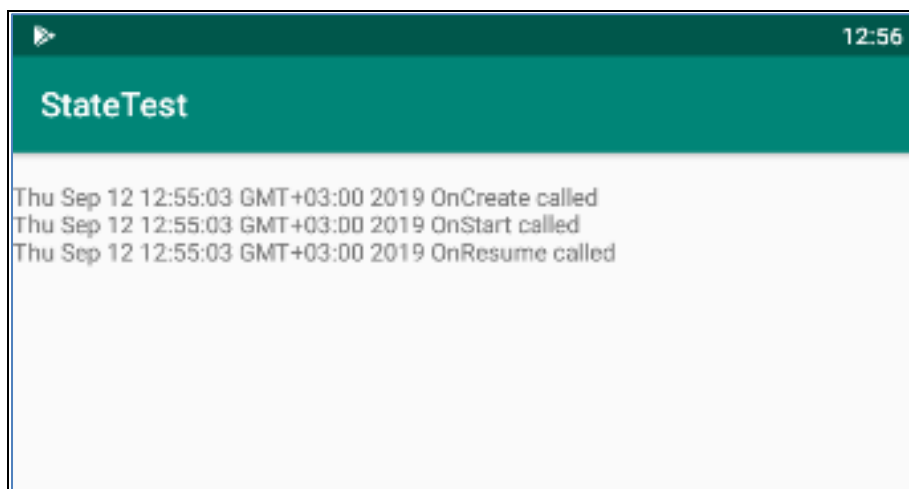 12:56
StateTest
Thu Sep 12 12:55:03 GMT+03:00 2019 OnCreate called
Thu Sep 12 12:55:03 GMT+03:00 2019 OnStart called
Thu Sep 12 12:55:03 GMT+03:00 2019 OnResume called